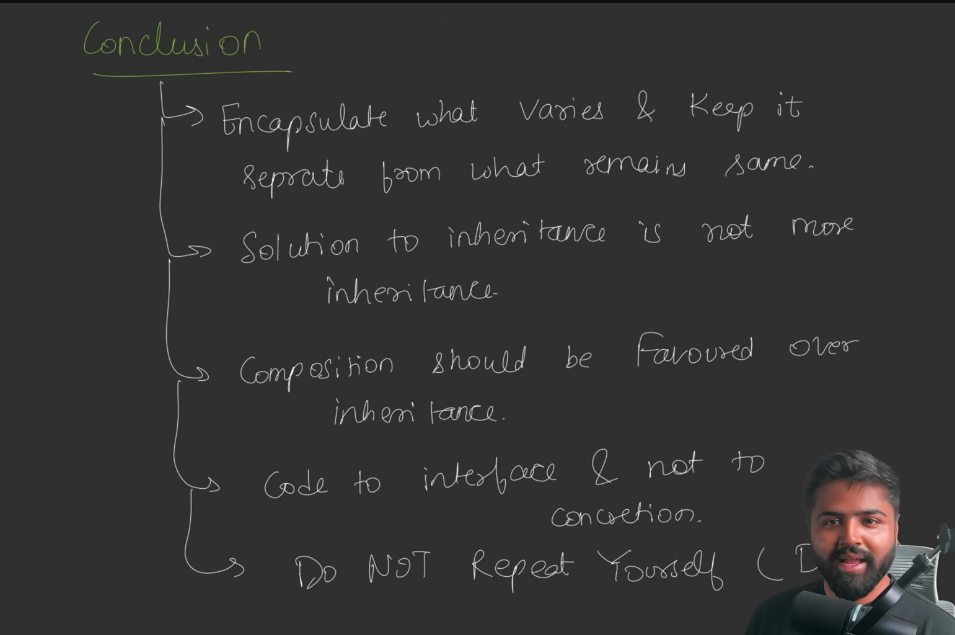 Conclusion
Encapsulate what varies & Keep it
seprate from what remains same.
Solution to inheritance is not more
inheritance.
Composition should be Favoured over
inheritance.
Code to interface & not to
concretion.
Do NOT Repeat Yourself (D